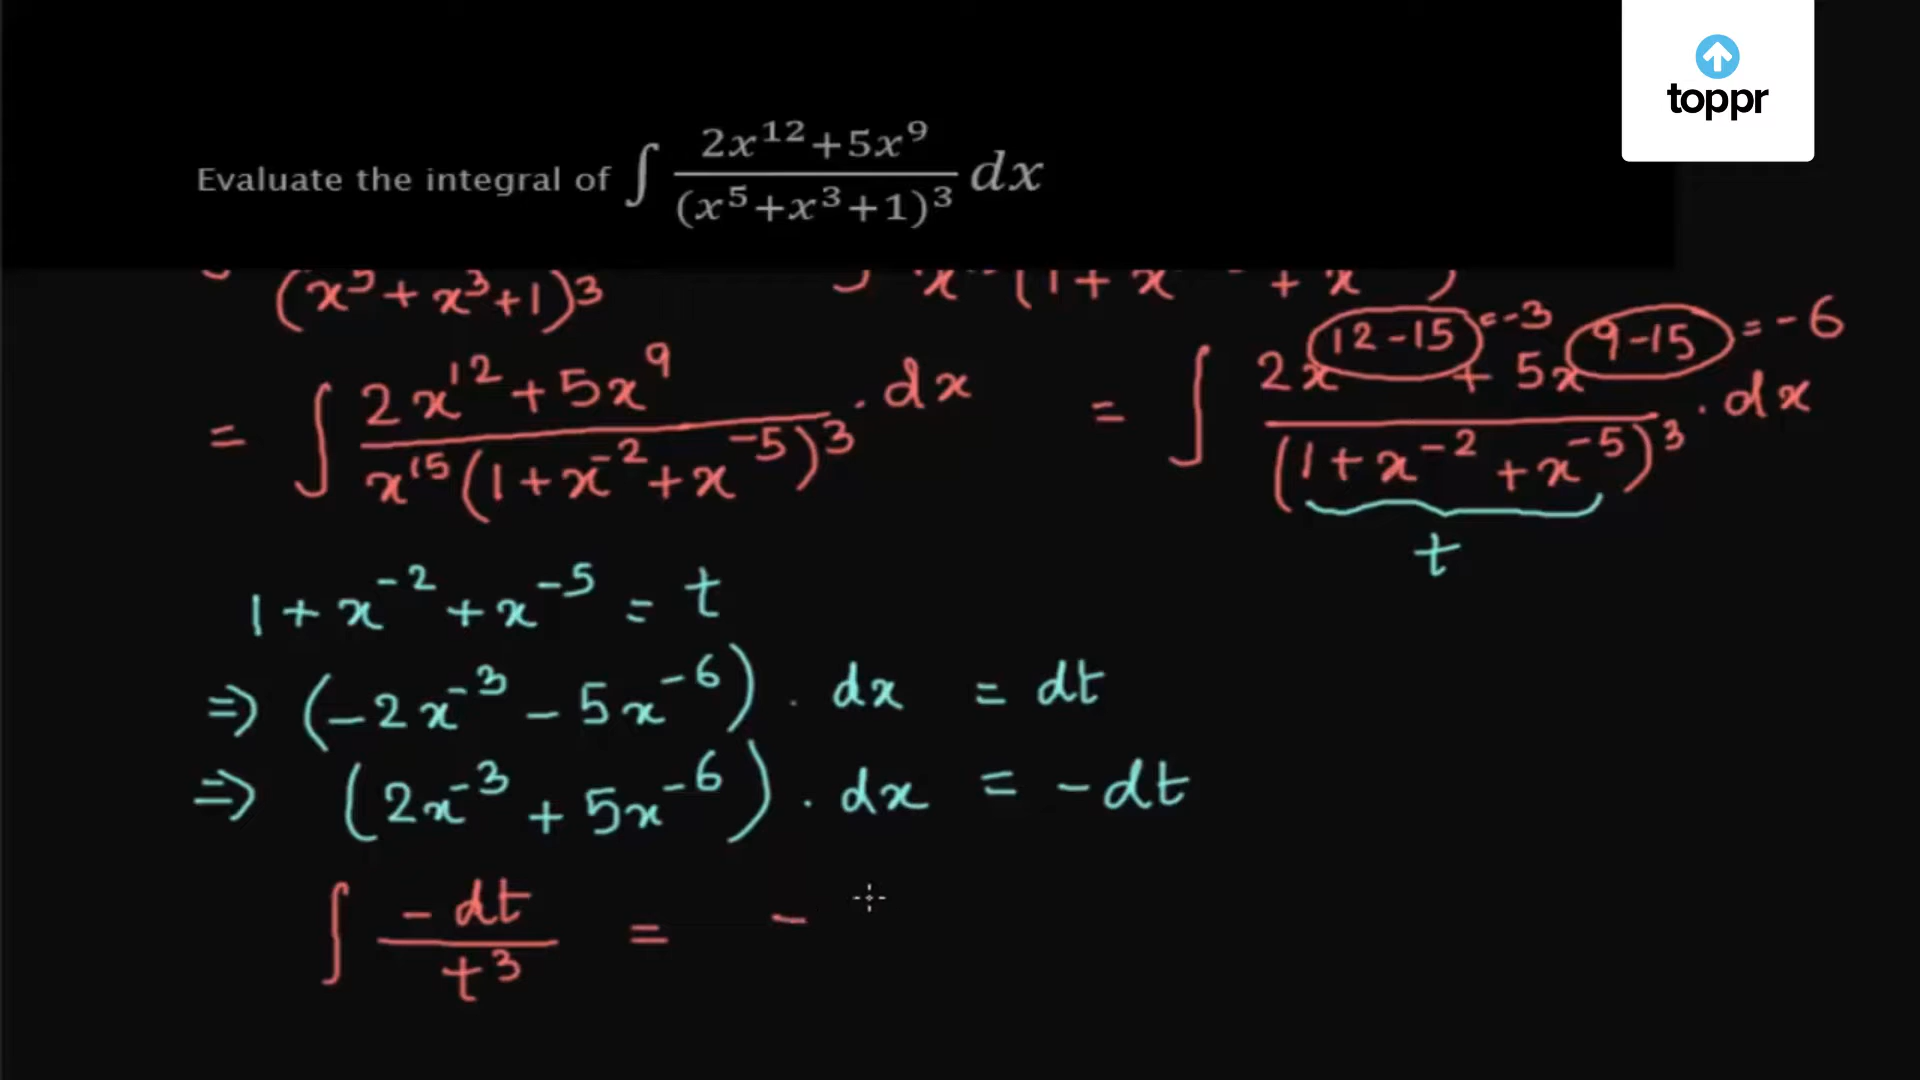 toppr
Evaluate the integral of ∫ (2x^12+5x^9)/(x^5+x^3+1)^3 dx
(x^5+x^3+1)^3
= ∫ (2x^12+5x^9)/(x^15(1+x^-2+x^-5)^3) . dx = ∫ (2x^(12-15)+5x^(9-15))/((1+x^-2+x^-5)^3) . dx
=-3 =-6
t
1+x^-2+x^-5 = t
⇒ (-2x^-3-5x^-6) . dx = dt
⇒ (2x^-3+5x^-6) . dx = -dt
∫ -dt/t^3 = -